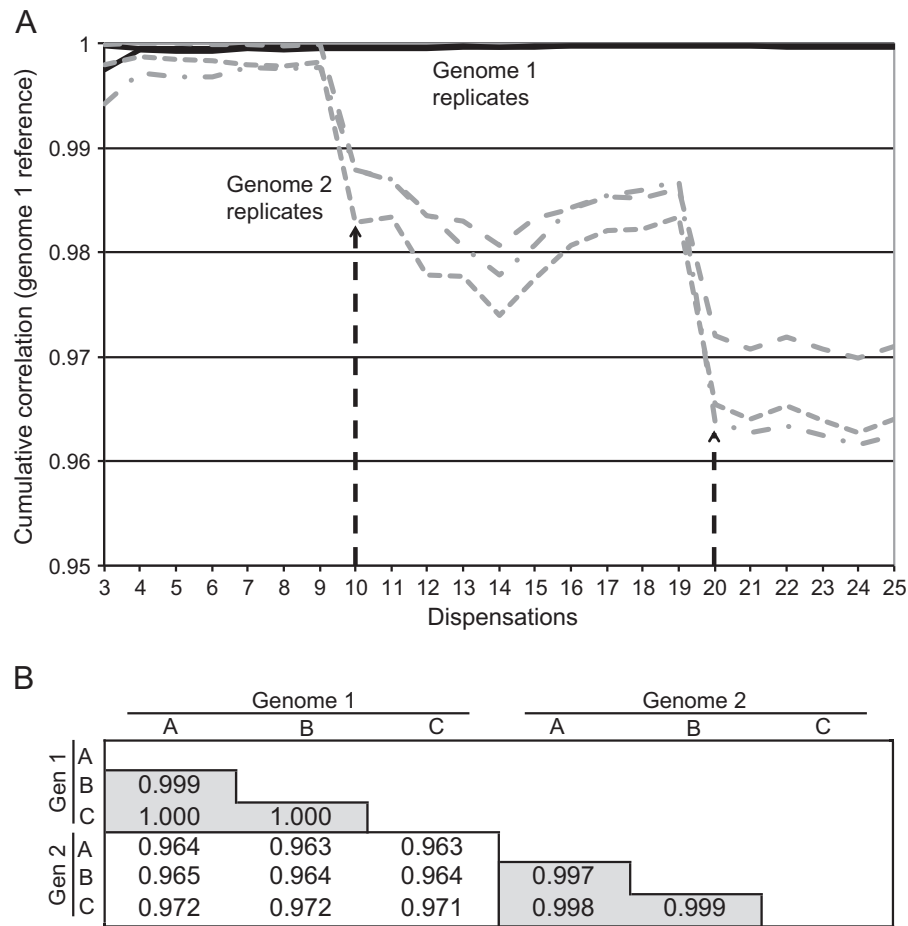 A
Cumulative correlation (genome 1 reference)
1
0.99
0.98
0.97
0.96
0.95
Genome 1
replicates
Genome 2
replicates
3 4 5 6 7 8 9 10 11 12 13 14 15 16 17 18 19 20 21 22 23 24 25
Dispensations
B
Genome 1 Genome 2
A B C A B C
Gen 1
A
B 0.999
C 1.000 1.000
Gen 2
A 0.964 0.963 0.963
B 0.965 0.964 0.964 0.997
C 0.972 0.972 0.971 0.998 0.999